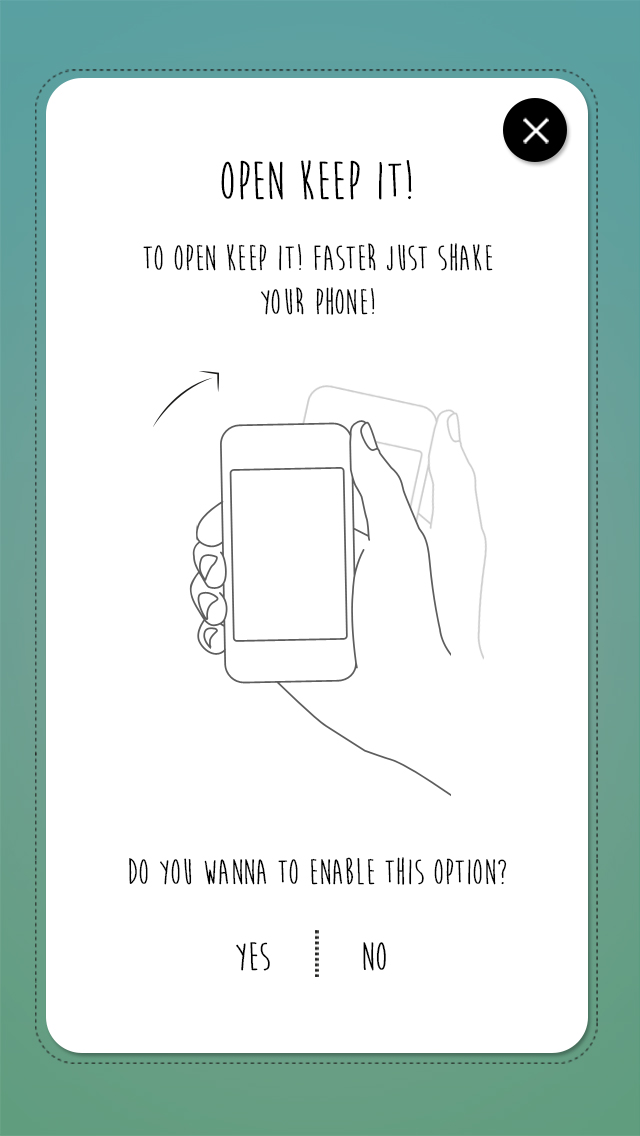 OPEN KEEP IT!
TO OPEN KEEP IT! FASTER JUST SHAKE
YOUR PHONE!
DO YOU WANNA TO ENABLE THIS OPTION?
YES
NO